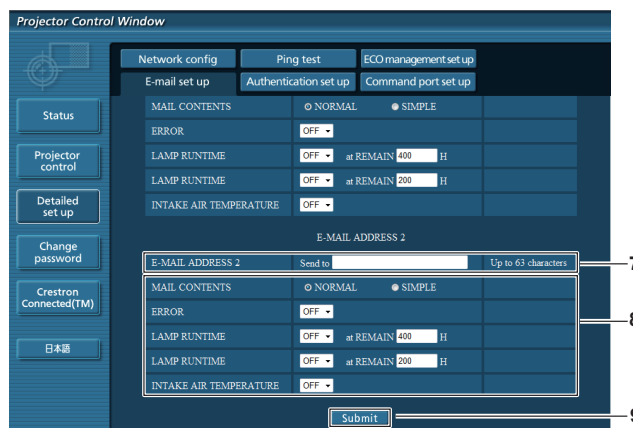 Projector Control Window
Network config Ping test ECO management set up
E-mail set up Authentication set up Command port set up
Status
Projector control
Detailed set up
Change password
Crestron Connected(TM)
日本語
MAIL CONTENTS NORMAL SIMPLE
ERROR OFF
LAMP RUNTIME OFF at REMAIN 400 H
LAMP RUNTIME OFF at REMAIN 200 H
INTAKE AIR TEMPERATURE OFF
E-MAIL ADDRESS 2
E-MAIL ADDRESS 2 Send to Up to 63 characters 7
MAIL CONTENTS NORMAL SIMPLE
ERROR OFF 8
LAMP RUNTIME OFF at REMAIN 400 H
LAMP RUNTIME OFF at REMAIN 200 H
INTAKE AIR TEMPERATURE OFF
Submit 9